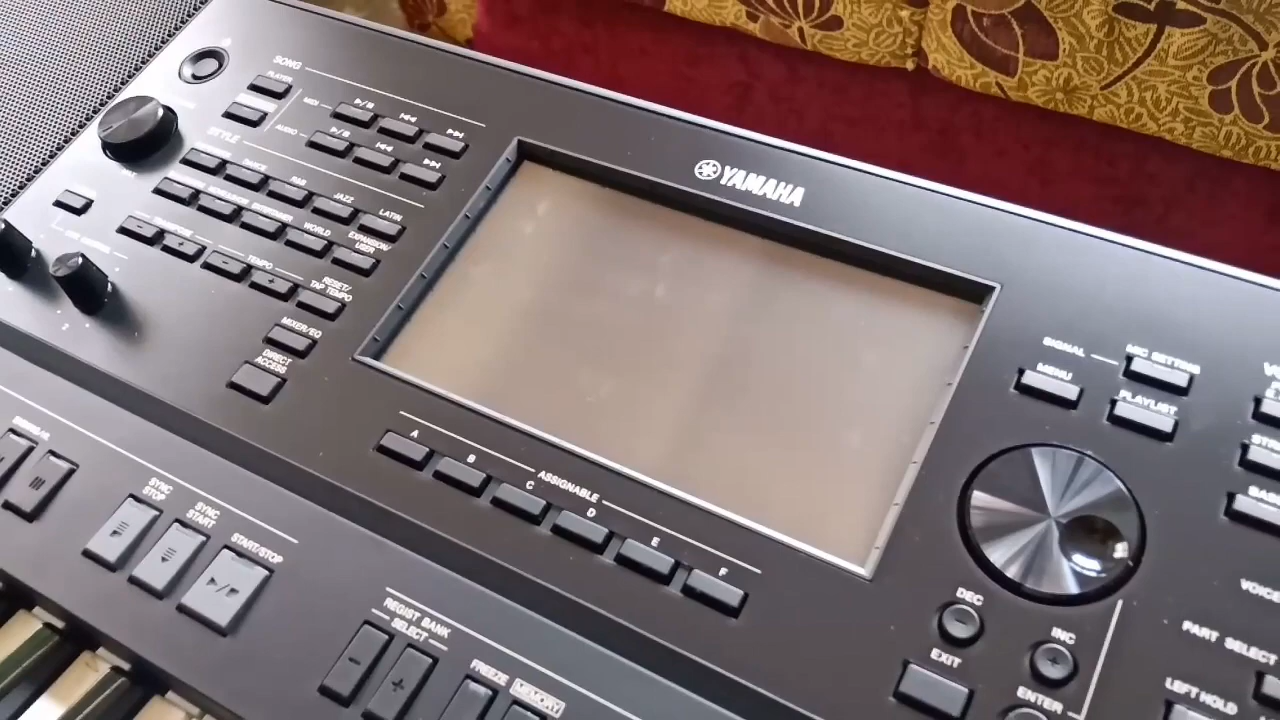 SONG
PLAYER
MIDI
AUDIO
STYLE
DANCE
R&B
JAZZ
LATIN
WORLD
EXPANSION/
USER
TRANSPOSE
TEMPO
RESET/
TAP TEMPO
MIXER/EQ
DIRECT
ACCESS
YAMAHA
SIGNAL
MIC SETTING
MENU
PLAYLIST
A
B
C
D
E
F
ASSIGNABLE
SYNC
STOP
SYNC
START
START/STOP
REGIST BANK
SELECT
- 
+
FREEZE
MEMORY
DEC
INC
EXIT
ENTER
VOICE
PART SELECT
LEFT HOLD